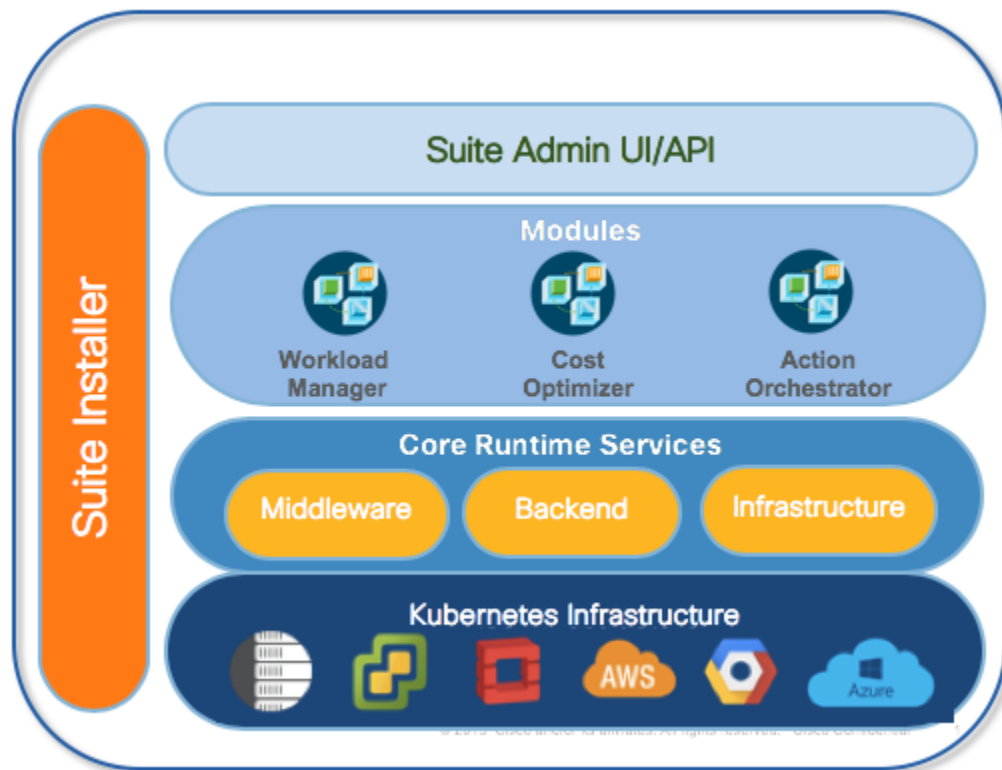 Suite Installer
Suite Admin UI/API
Modules
Workload
Manager
Cost
Optimizer
Action
Orchestrator
Core Runtime Services
Middleware
Backend
Infrastructure
Kubernetes Infrastructure
AWS
Azure